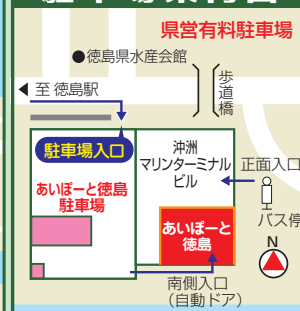 県営有料駐車場
●徳島県水産会館
歩道橋
至 徳島駅
駐車場入口
沖洲
マリンターミナル
ビル
正面入口
あいぽーと徳島
駐車場
あいぽーと
徳島
バス停
N
南側入口
(自動ドア)